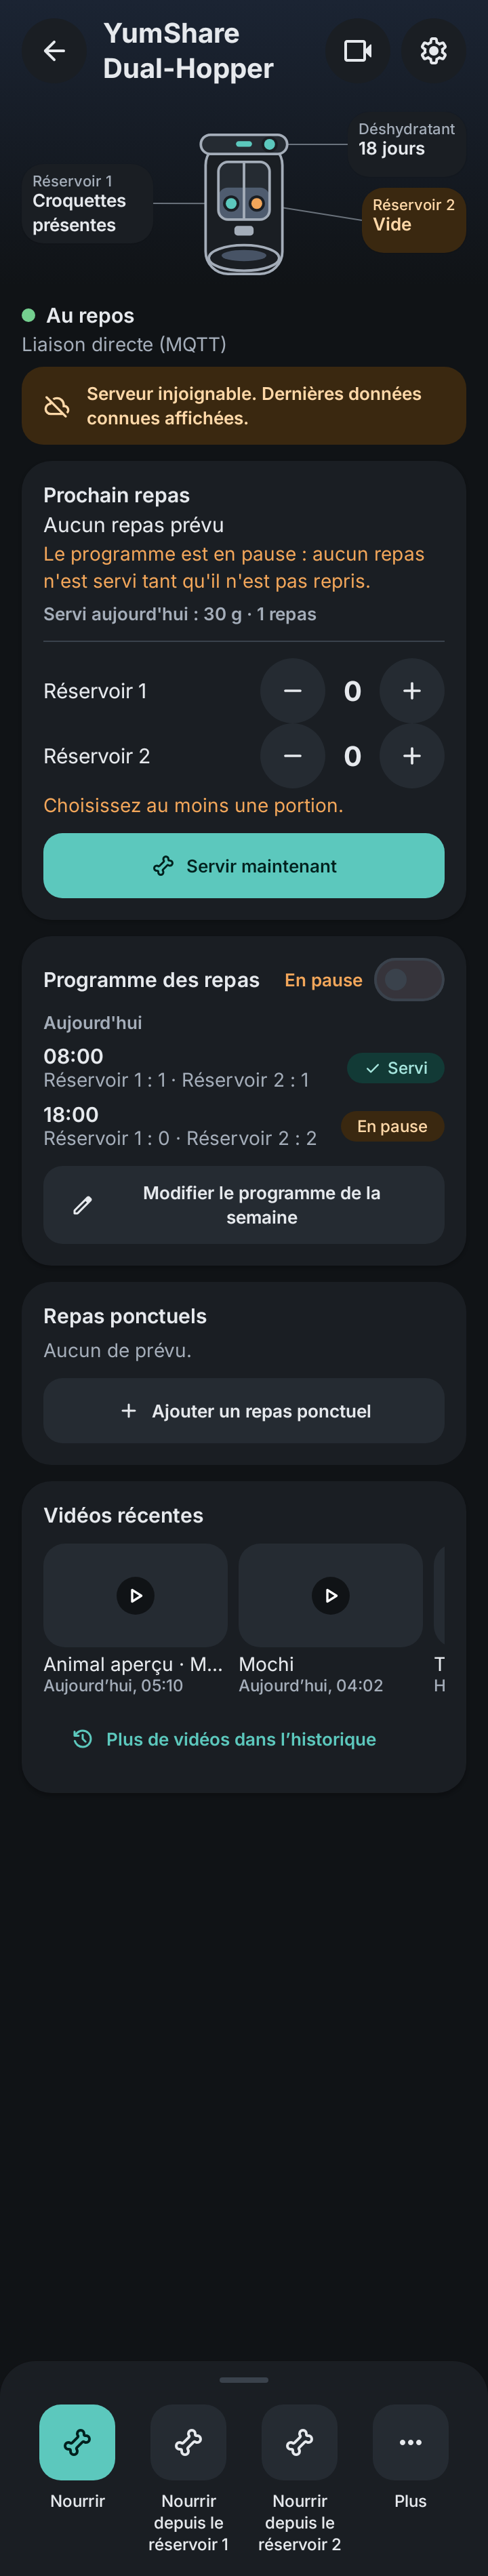 YumShare
Dual-Hopper
Déshydratant
18 jours
Réservoir 1
Croquettes
présentes
Réservoir 2
Vide
Au repos
Liaison directe (MQTT)
Serveur injoignable. Dernières données
connues affichées.
Prochain repas
Aucun repas prévu
Le programme est en pause : aucun repas
n'est servi tant qu'il n'est pas repris.
Servi aujourd'hui : 30 g · 1 repas
Réservoir 1
0
Réservoir 2
0
Choisissez au moins une portion.
Servir maintenant
Programme des repas
En pause
Aujourd'hui
08:00
Réservoir 1 : 1 · Réservoir 2 : 1
Servi
18:00
Réservoir 1 : 0 · Réservoir 2 : 2
En pause
Modifier le programme de la
semaine
Repas ponctuels
Aucun de prévu.
Ajouter un repas ponctuel
Vidéos récentes
Animal aperçu · M…
Aujourd’hui, 05:10
Mochi
Aujourd’hui, 04:02
T
H
Plus de vidéos dans l’historique
Nourrir
Nourrir
depuis le
réservoir 1
Nourrir
depuis le
réservoir 2
Plus